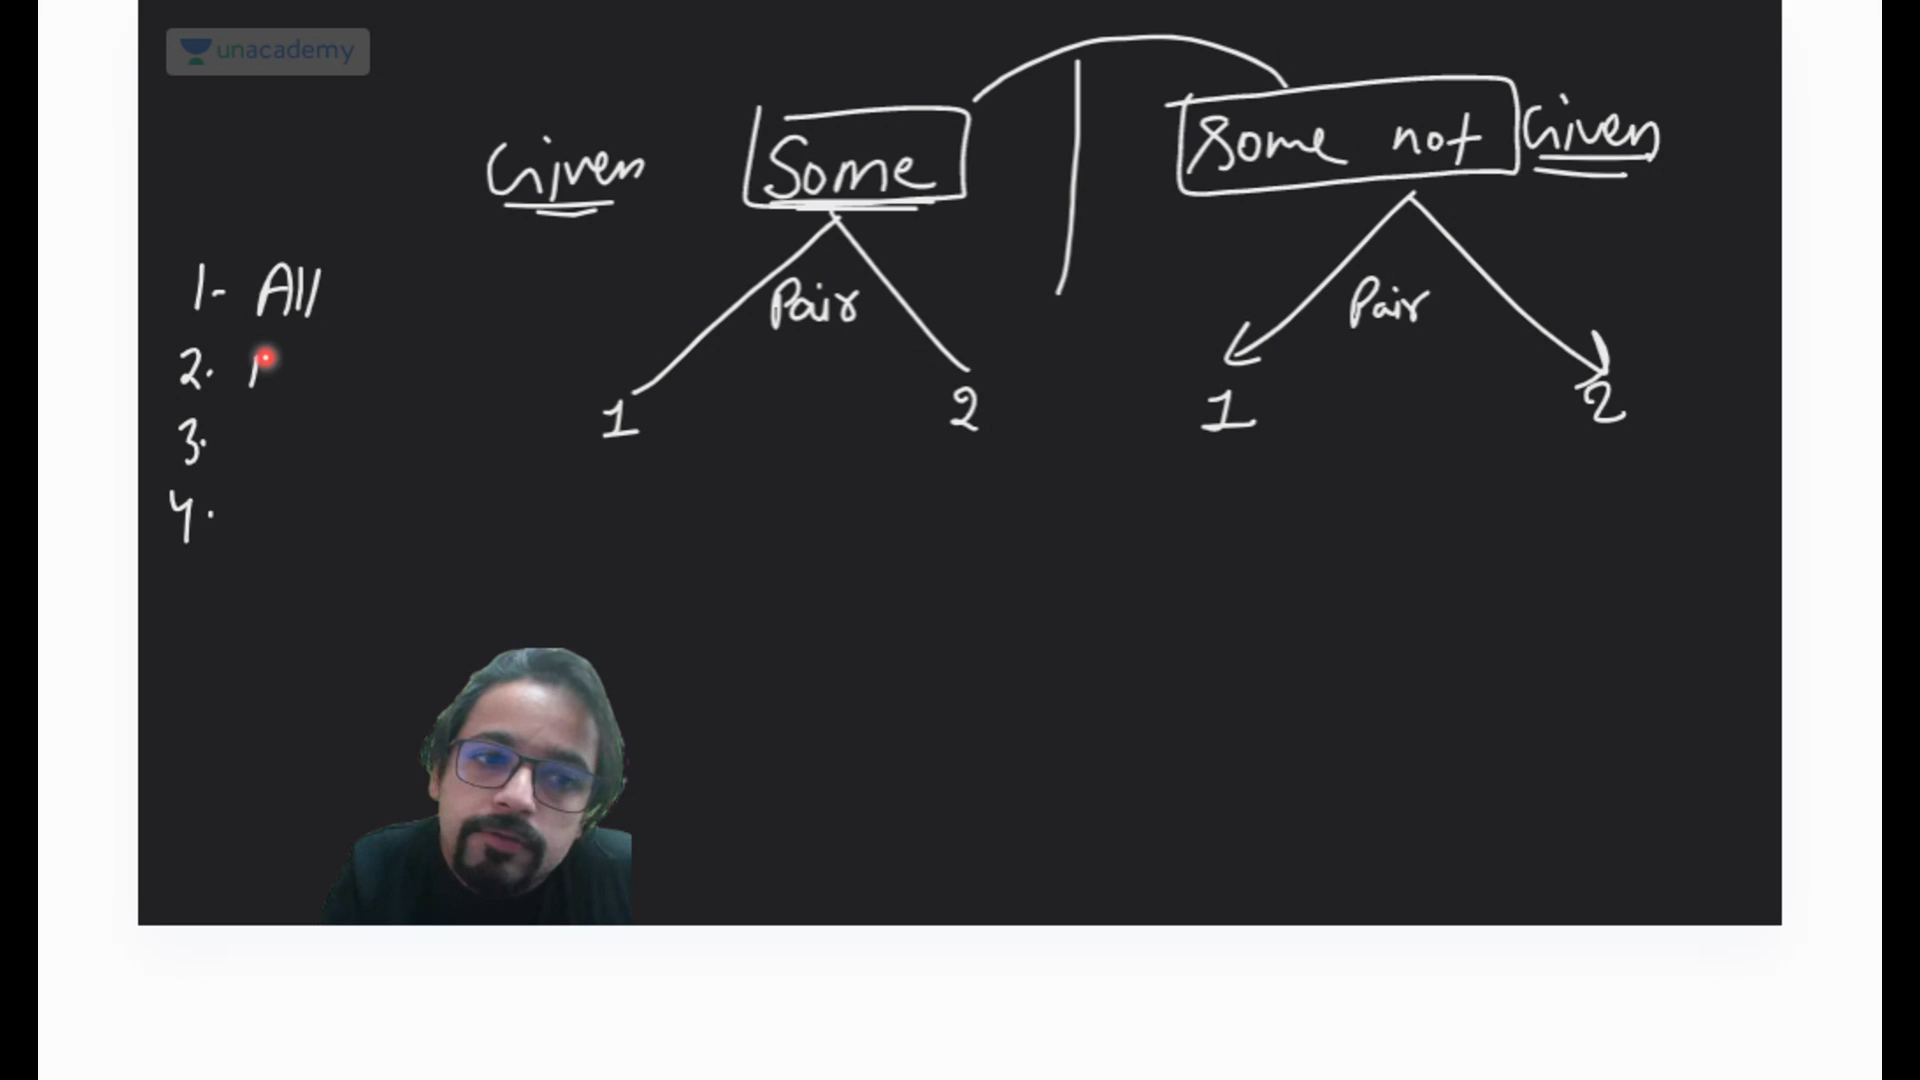 unacademy
Given Some Some not Given
Pair Pair
1- All
2.
3.
4.
1 2 1 2